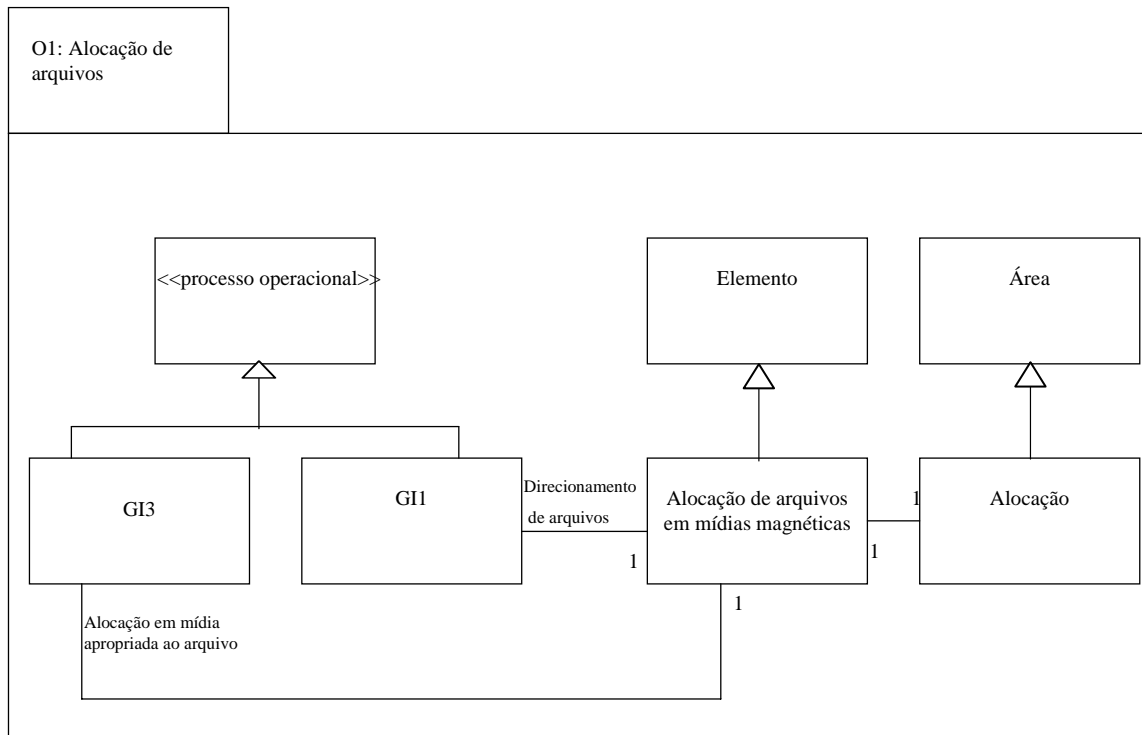 O1: Alocação de
arquivos
<<processo operacional>>
Elemento
Área
GI3
GI1
Direcionamento
de arquivos
1
Alocação de arquivos
em mídias magnéticas
1
1
Alocação
1
Alocação em mídia
apropriada ao arquivo